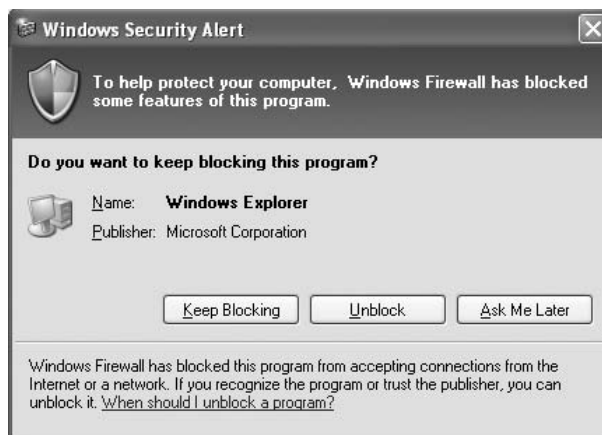 Windows Security Alert
To help protect your computer, Windows Firewall has blocked
some features of this program.
Do you want to keep blocking this program?
Name: Windows Explorer
Publisher: Microsoft Corporation
Keep Blocking Unblock Ask Me Later
Windows Firewall has blocked this program from accepting connections from the
Internet or a network. If you recognize the program or trust the publisher, you can
unblock it. When should I unblock a program?